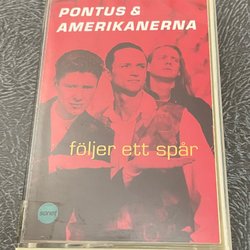 PONTUS &
AMERIKANERNA
följer ett spår
sonet